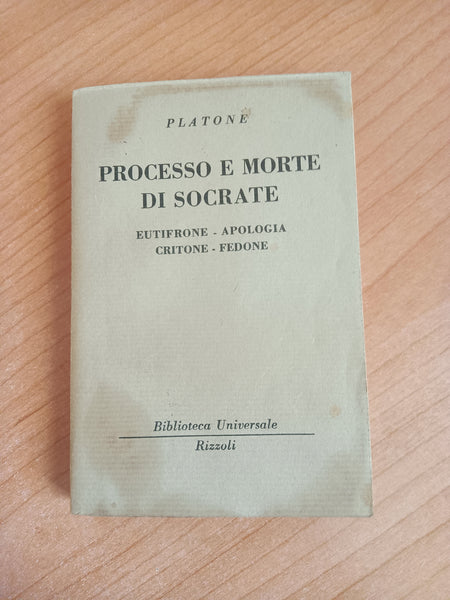 PLATONE
PROCESSO E MORTE
DI SOCRATE
EUTIFRONE - APOLOGIA
CRITONE - FEDONE
Biblioteca Universale
Rizzoli